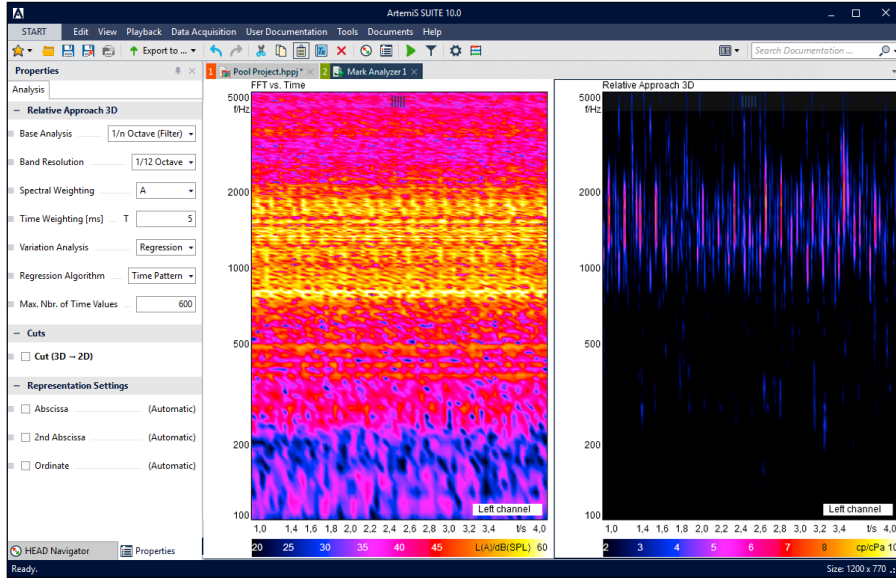 ArtemiS SUITE 10.0
START Edit View Playback Data Acquisition User Documentation Tools Documents Help
Export to ... Search Documentation ...
Properties
1 Pool Project.hppj * 2 Mark Analyzer 1
Analysis
Relative Approach 3D
Base Analysis 1/n Octave (Filter)
Band Resolution 1/12 Octave
Spectral Weighting A
Time Weighting [ms] T 5
Variation Analysis Regression
Regression Algorithm Time Pattern
Max. Nbr. of Time Values 600
Cuts
Cut (3D → 2D)
Representation Settings
Abscissa (Automatic)
2nd Abscissa (Automatic)
Ordinate (Automatic)
HEAD Navigator Properties
FFT vs. Time
5000
f/Hz
2000
1000
500
200
100
Left channel
1,0 1,4 1,6 1,8 2,0 2,2 2,4 2,6 2,8 3,0 3,2 3,4 t/s 4,0
20 25 30 35 40 45 L(A)/dB(SPL) 60
Relative Approach 3D
5000
f/Hz
2000
1000
500
200
100
Left channel
1,0 1,4 1,6 1,8 2,0 2,2 2,4 2,6 2,8 3,0 3,2 3,4 t/s 4,0
2 3 4 5 6 7 8 cp/cPa 10
Ready. Size: 1200 x 770